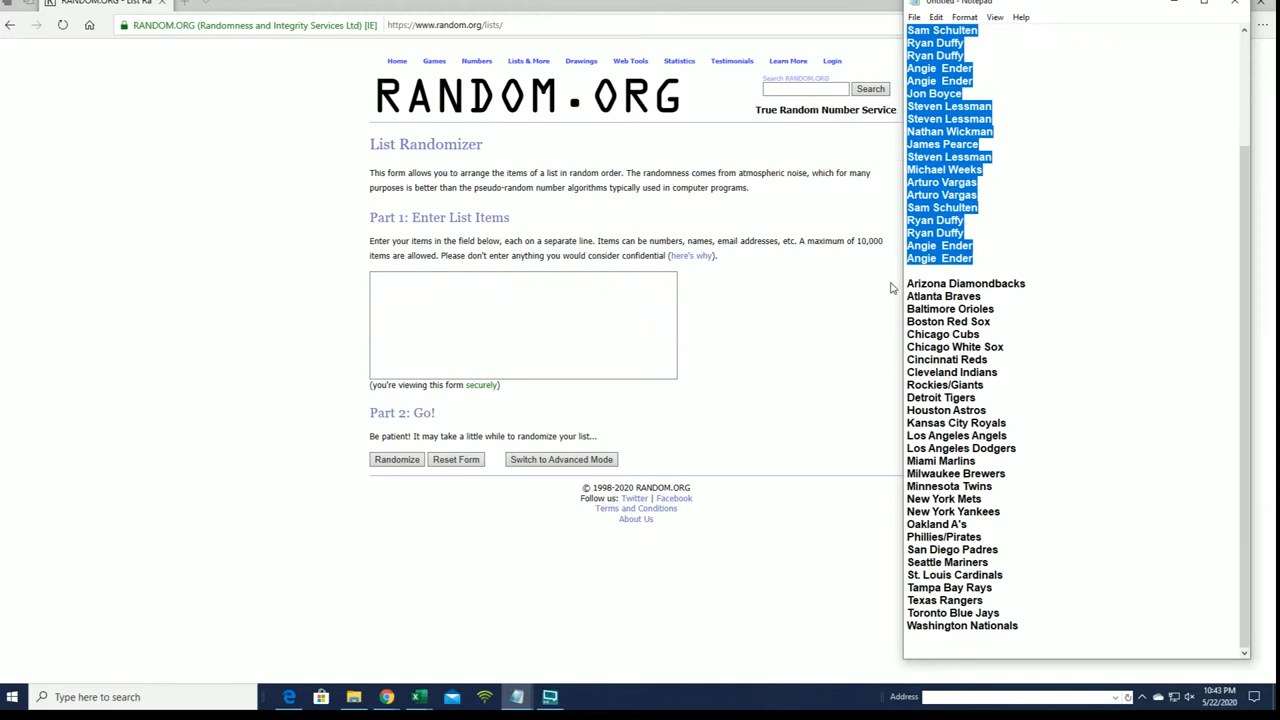 RANDOM.ORG - List Ra
Untitled - Notepad
RANDOM.ORG (Randomness and Integrity Services Ltd) [IE]
https://www.random.org/lists/
Home Games Numbers Lists & More Drawings Web Tools Statistics Testimonials Learn More Login
RANDOM.ORG
Search RANDOM.ORG
Search
True Random Number Service
List Randomizer
This form allows you to arrange the items of a list in random order. The randomness comes from atmospheric noise, which for many
purposes is better than the pseudo-random number algorithms typically used in computer programs.
Part 1: Enter List Items
Enter your items in the field below, each on a separate line. Items can be numbers, names, email addresses, etc. A maximum of 10,000
items are allowed. Please don't enter anything you would consider confidential (here's why).
(you're viewing this form securely)
Part 2: Go!
Be patient! It may take a little while to randomize your list...
Randomize Reset Form Switch to Advanced Mode
© 1998-2020 RANDOM.ORG
Follow us: Twitter | Facebook
Terms and Conditions
About Us
File Edit Format View Help
Sam Schulten
Ryan Duffy
Ryan Duffy
Angie Ender
Angie Ender
Jon Boyce
Steven Lessman
Steven Lessman
Nathan Wickman
James Pearce
Steven Lessman
Michael Weeks
Arturo Vargas
Arturo Vargas
Sam Schulten
Ryan Duffy
Ryan Duffy
Angie Ender
Angie Ender
Arizona Diamondbacks
Atlanta Braves
Baltimore Orioles
Boston Red Sox
Chicago Cubs
Chicago White Sox
Cincinnati Reds
Cleveland Indians
Rockies/Giants
Detroit Tigers
Houston Astros
Kansas City Royals
Los Angeles Angels
Los Angeles Dodgers
Miami Marlins
Milwaukee Brewers
Minnesota Twins
New York Mets
New York Yankees
Oakland A's
Phillies/Pirates
San Diego Padres
Seattle Mariners
St. Louis Cardinals
Tampa Bay Rays
Texas Rangers
Toronto Blue Jays
Washington Nationals
Type here to search
Address
10:43 PM
5/22/2020